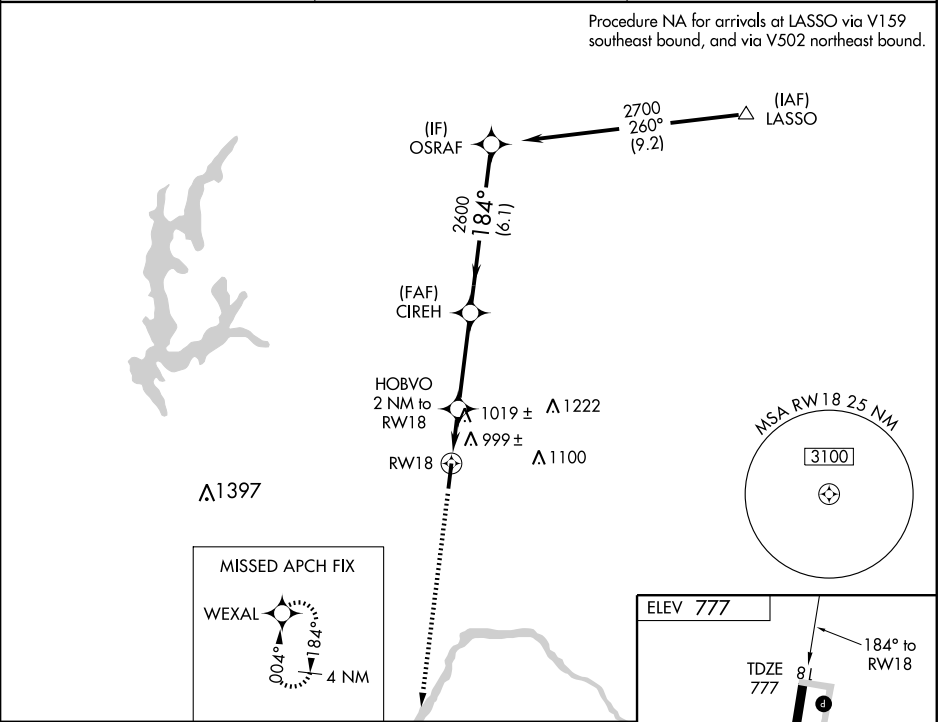 Procedure NA for arrivals at LASSO via V159
southeast bound, and via V502 northeast bound.
(IAF)
LASSO
2700
260°
(9.2)
(IF)
OSRAF
2600
184°
(6.1)
(FAF)
CIREH
HOBVO
2 NM to
RW18
1019 ±
1222
999 ±
1100
RW18
1397
MSA RW18 25 NM
3100
MISSED APCH FIX
WEXAL
004°
184°
4 NM
ELEV 777
184° to
RW18
TDZE
777
18
P